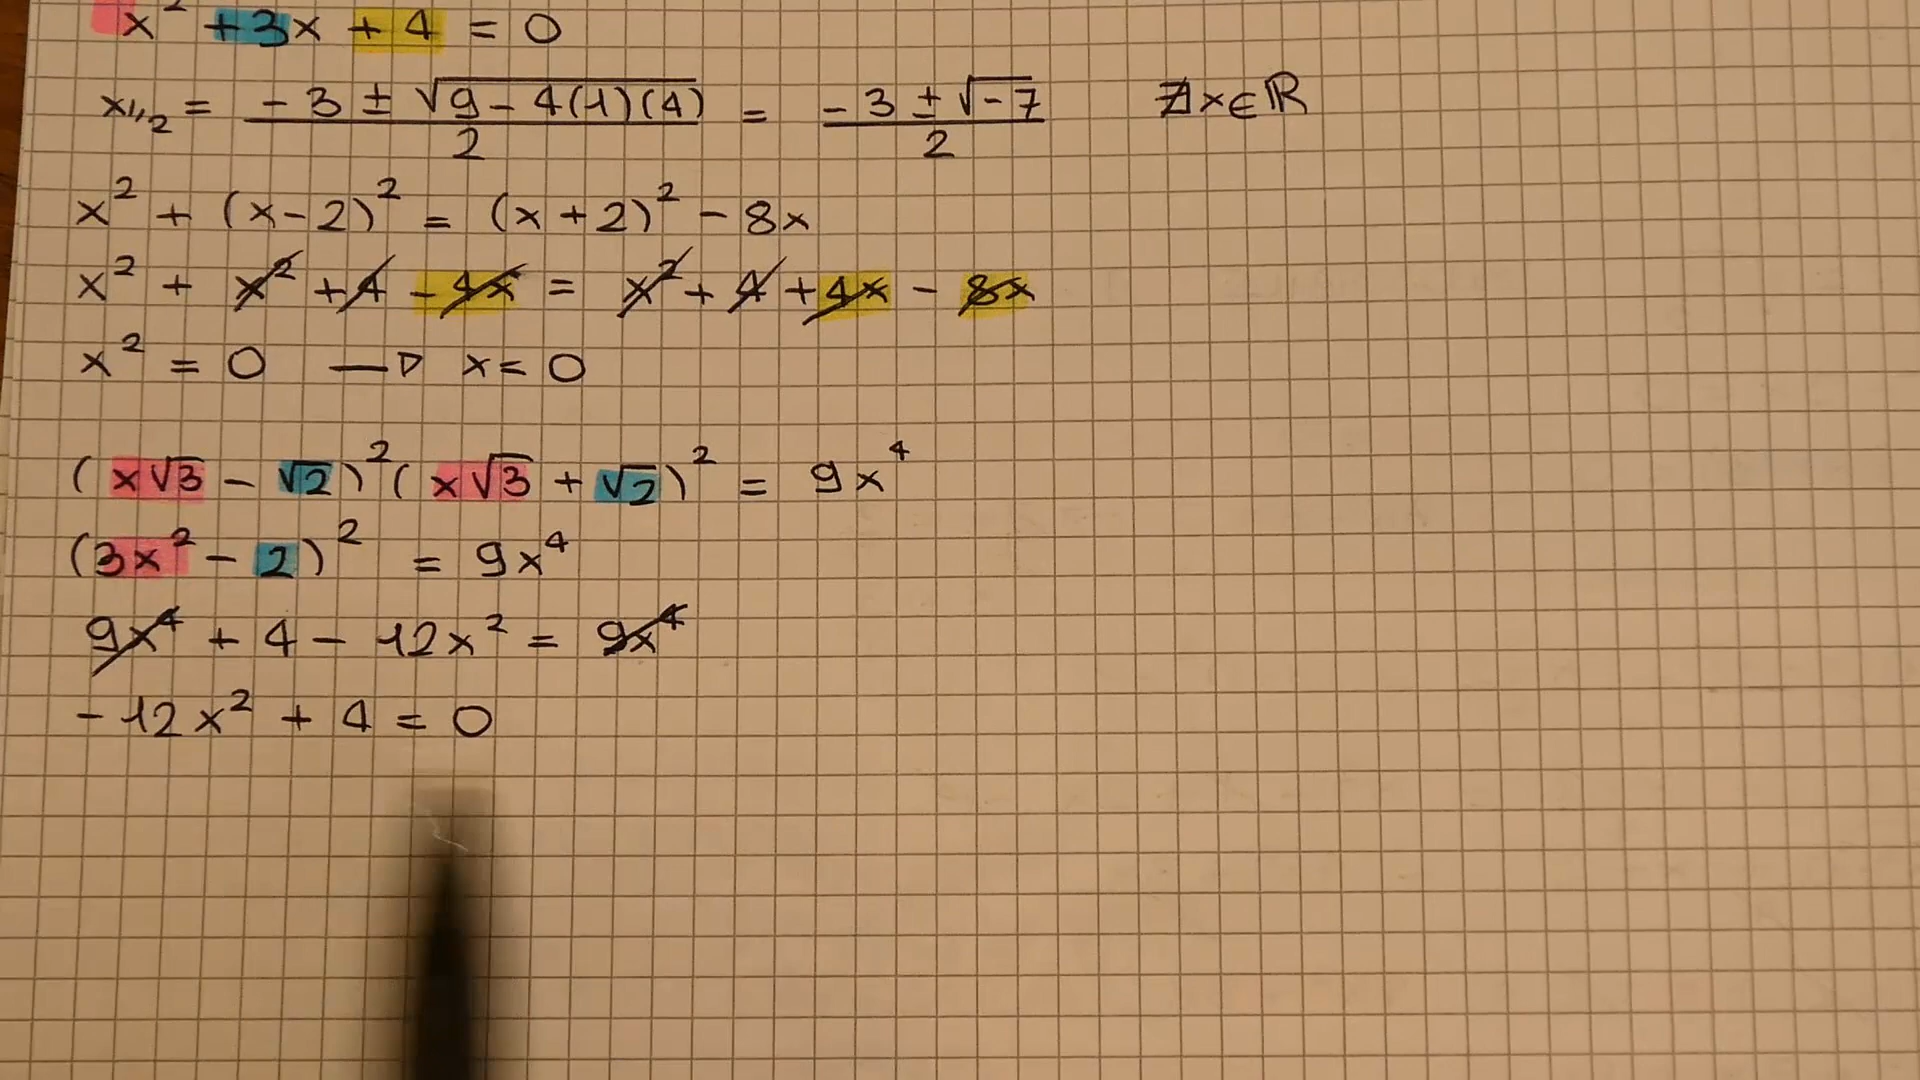 x² +3x +4 = 0
x₁,₂ = (-3 ± √(9 - 4(1)(4)))/2 = (-3 ± √-7)/2 ∄x∈ℝ
x² + (x-2)² = (x+2)² - 8x
x² + x² + 4 - 4x = x² + 4 + 4x - 8x
x² = 0 → x = 0
(x√3 - √2)² (x√3 + √2)² = 9x⁴
(3x² - 2)² = 9x⁴
9x⁴ + 4 - 12x² = 9x⁴
-12x² + 4 = 0